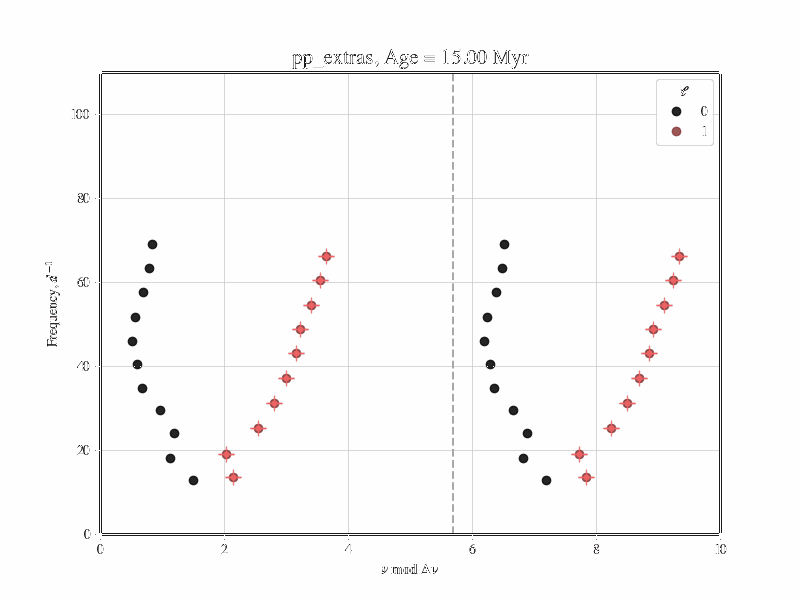 pp_extras, Age = 15.00 Myr
100
80
60
40
20
0
Frequency, d⁻¹
0 2 4 6 8 10
ν mod Δν
ℓ
0
1